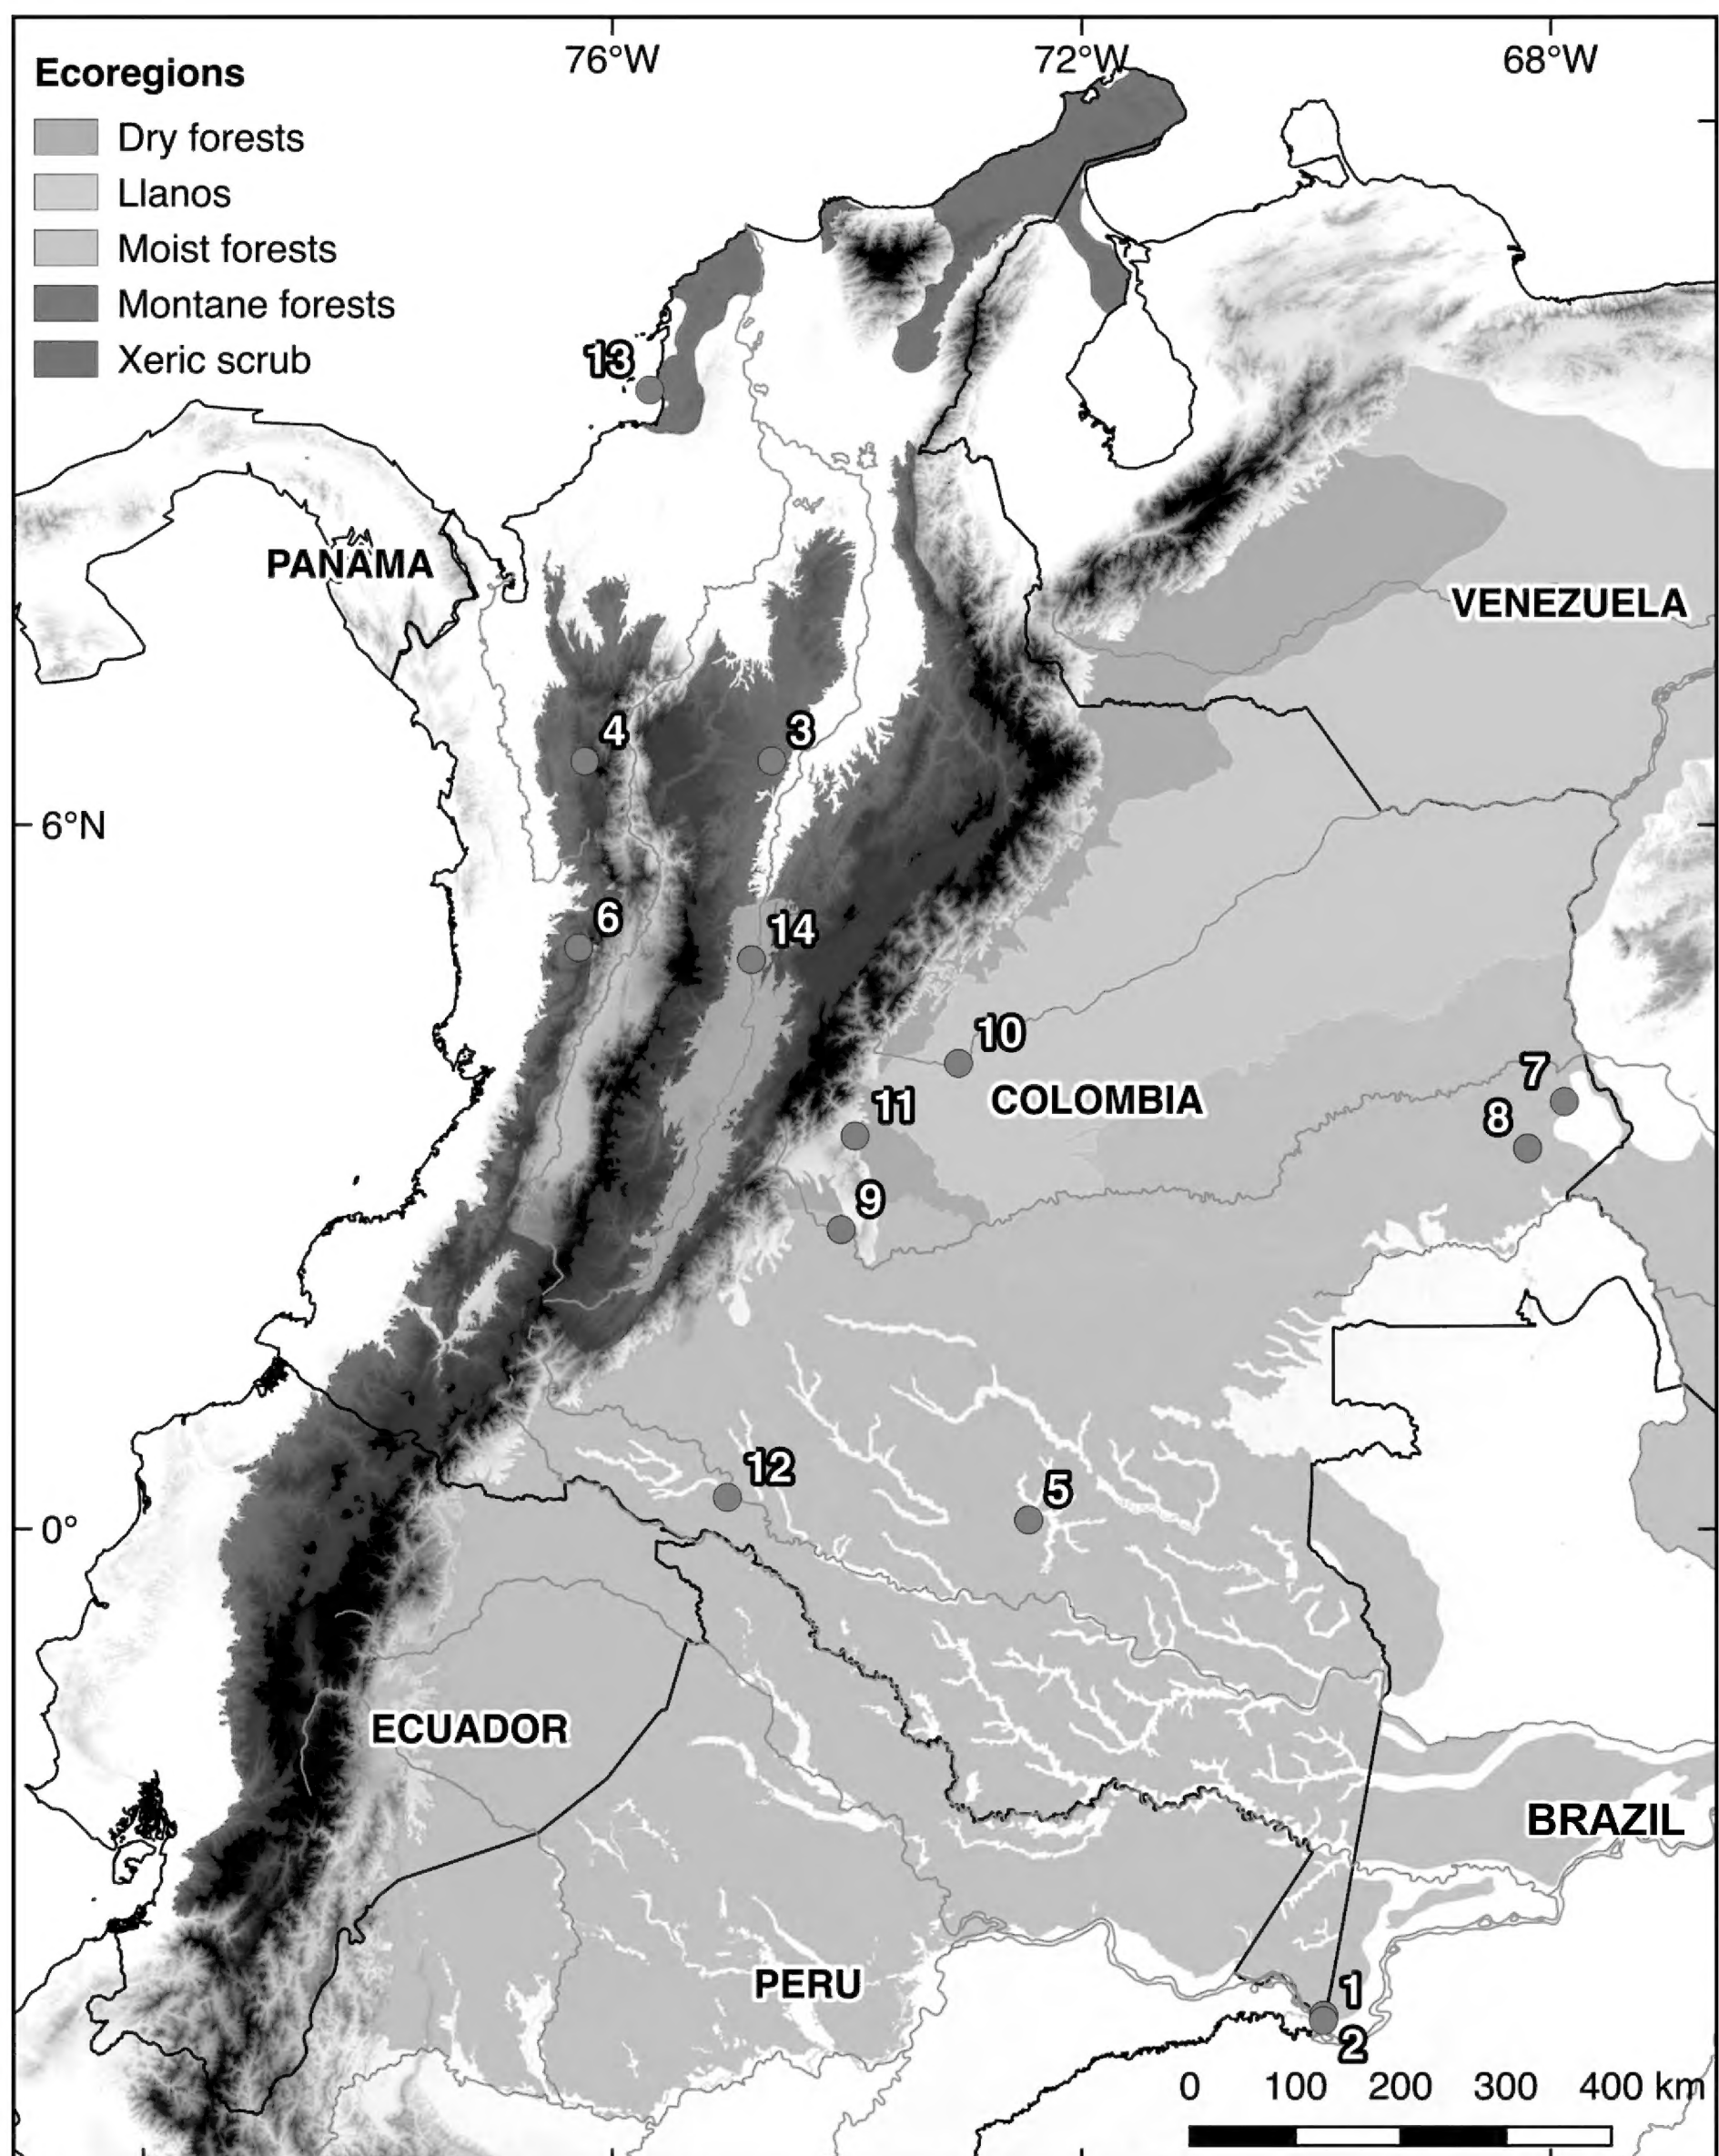 76°W
72°W
68°W
Ecoregions
Dry forests
Llanos
Moist forests
Montane forests
Xeric scrub
13
PANAMA
VENEZUELA
4
3
6°N
6
14
10
COLOMBIA
7
11
8
9
12
5
0°
ECUADOR
BRAZIL
PERU
1
2
0 100 200 300 400 km